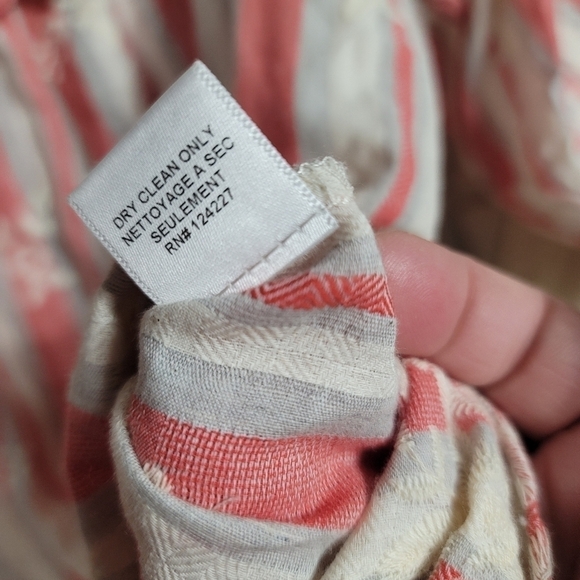 DRY CLEAN ONLY
NETTOYAGE A SEC
SEULEMENT
RN# 124227